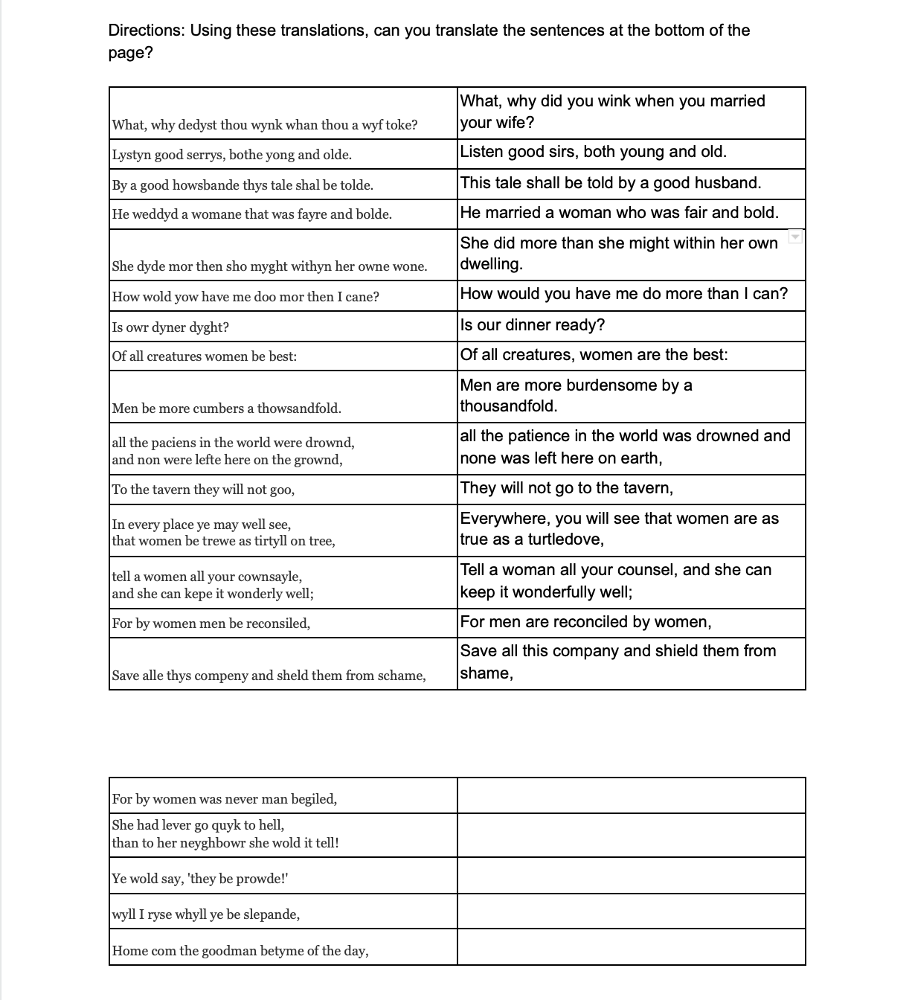 Directions: Using these translations, can you translate the sentences at the bottom of the
page?
What, why dedyst thou wynk whan thou a wyf toke?
What, why did you wink when you married
your wife?
Lystyn good serrys, bothe yong and olde.
Listen good sirs, both young and old.
By a good howsbande thys tale shal be tolde.
This tale shall be told by a good husband.
He weddyd a womane that was fayre and bolde.
He married a woman who was fair and bold.
She dyde mor then sho myght withyn her owne wone.
She did more than she might within her own
dwelling.
How wold yow have me doo mor then I cane?
How would you have me do more than I can?
Is owr dyner dyght?
Is our dinner ready?
Of all creatures women be best:
Of all creatures, women are the best:
Men be more cumbers a thowsandfold.
Men are more burdensome by a
thousandfold.
all the paciens in the world were drownd,
and non were lefte here on the grownd,
all the patience in the world was drowned and
none was left here on earth,
To the tavern they will not goo,
They will not go to the tavern,
In every place ye may well see,
that women be trewe as tirtyll on tree,
Everywhere, you will see that women are as
true as a turtledove,
tell a women all your cownsayle,
and she can kepe it wonderly well;
Tell a woman all your counsel, and she can
keep it wonderfully well;
For by women men be reconsiled,
For men are reconciled by women,
Save alle thys compeny and sheld them from schame,
Save all this company and shield them from
shame,
For by women was never man begiled,
She had lever go quyk to hell,
than to her neyghbowr she wold it tell!
Ye wold say, 'they be prowde!'
wyll I ryse whyll ye be slepande,
Home com the goodman betyme of the day,